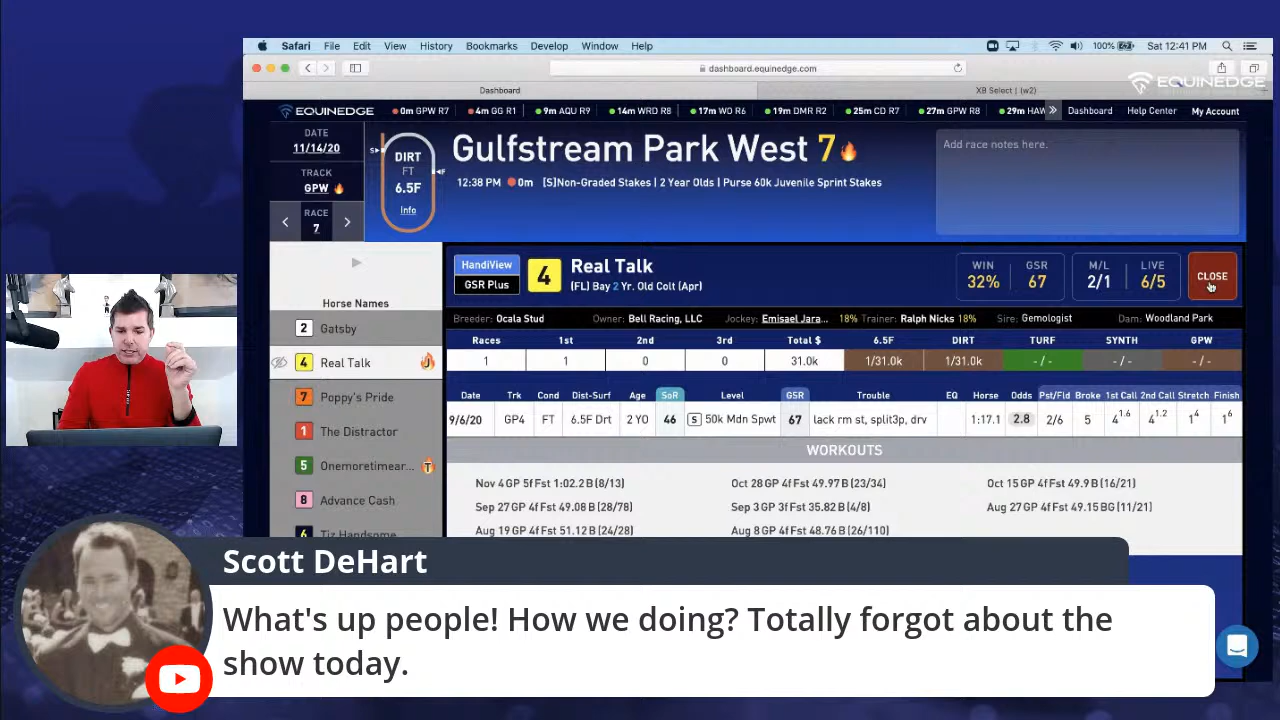 Safari File Edit View History Bookmarks Develop Window Help 100% Sat 12:41 PM
dashboard.equinedge.com
EQUINEDGE
Dashboard XB Select | (w2)
EQUINEDGE 0m GPW R7 4m GG R1 9m AQU R9 14m WRD R8 17m WO R6 19m DMR R2 25m CD R7 27m GPW R8 29m HAW Dashboard Help Center My Account
DATE
11/14/20
TRACK
GPW
RACE
7
S
DIRT
FT
F
6.5F
Info
Gulfstream Park West 7
12:38 PM 0m [S]Non-Graded Stakes | 2 Year Olds | Purse 60k Juvenile Sprint Stakes
Add race notes here.
Horse Names
2 Gatsby
4 Real Talk J
7 Poppy's Pride
1 The Distractor
5 Onemoretimear... T
8 Advance Cash
6 Tiz Handsome
HandiView
GSR Plus
4
Real Talk
(FL) Bay 2 Yr. Old Colt (Apr)
WIN GSR M/L LIVE
32% 67 2/1 6/5
CLOSE
Breeder: Ocala Stud Owner: Bell Racing, LLC Jockey: Emisael Jara... 18% Trainer: Ralph Nicks 18% Sire: Gemologist Dam: Woodland Park
Races 1st 2nd 3rd Total $ 6.5F DIRT TURF SYNTH GPW
1 1 0 0 31.0k 1/31.0k 1/31.0k - / - - / - - / -
Date Trk Cond Dist-Surf Age SoR Level GSR Trouble EQ Horse Odds Pst/Fld Broke 1st Call 2nd Call Stretch Finish
9/6/20 GP4 FT 6.5F Dirt 2 YO 46 S 50k Mdn Spwt 67 lack rm st, split3p, drv 1:17.1 2.8 2/6 5 4 1.6 4 1.2 1 4 1 6
WORKOUTS
Nov 4 GP 5f Fst 1:02.2 B (8/13) Oct 28 GP 4f Fst 49.97 B (23/34) Oct 15 GP 4f Fst 49.9 B (16/21)
Sep 27 GP 4f Fst 49.08 B (28/78) Sep 3 GP 3f Fst 35.82 B (4/8) Aug 27 GP 4f Fst 49.15 BG (11/21)
Aug 19 GP 4f Fst 51.12 B (24/28) Aug 8 GP 4f Fst 48.76 B (26/110)
Scott DeHart
What's up people! How we doing? Totally forgot about the
show today.